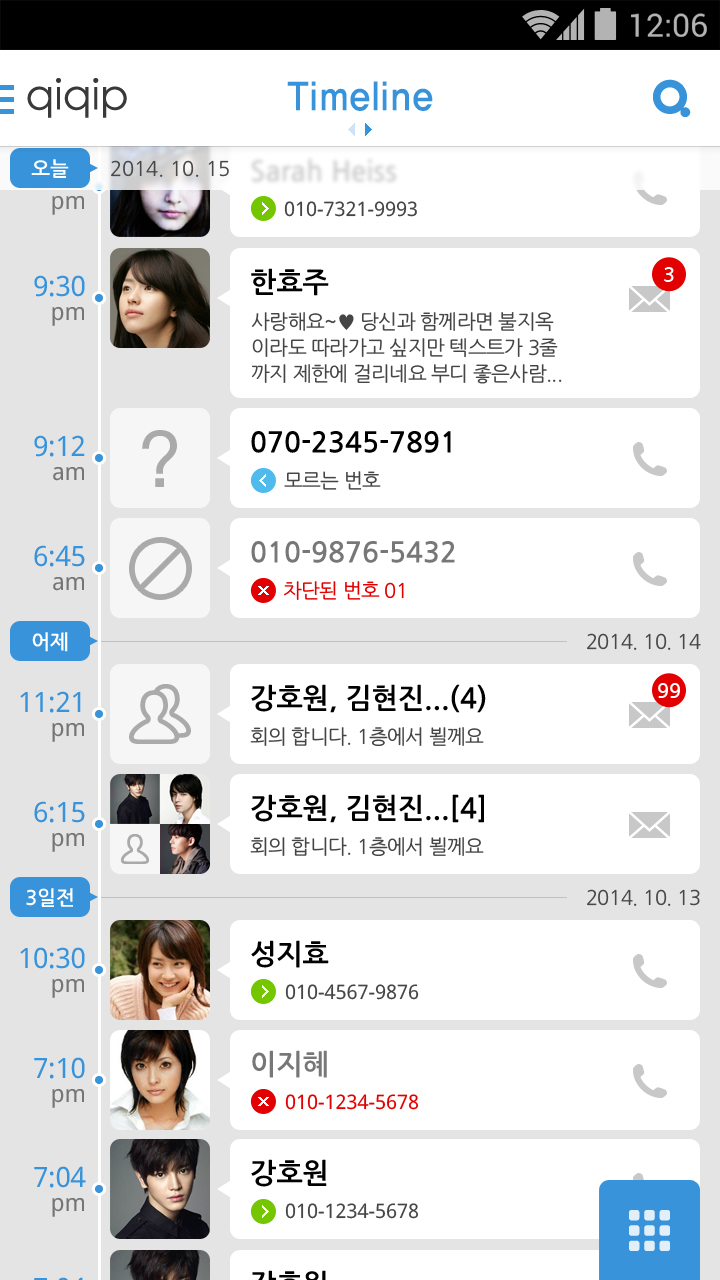 12:06
qiqip
Timeline
오늘
2014. 10. 15
Sarah Heiss
pm
010-7321-9993
9:30
pm
한효주
3
사랑해요~♥ 당신과 함께라면 불지옥
이라도 따라가고 싶지만 텍스트가 3줄
까지 제한에 걸리네요 부디 좋은사람...
9:12
am
070-2345-7891
모르는 번호
6:45
am
010-9876-5432
차단된 번호 01
어제
2014. 10. 14
11:21
pm
강호원, 김현진...(4)
99
회의 합니다. 1층에서 뵐께요
6:15
pm
강호원, 김현진...[4]
회의 합니다. 1층에서 뵐께요
3일전
2014. 10. 13
10:30
pm
성지효
010-4567-9876
7:10
pm
이지혜
010-1234-5678
7:04
pm
강호원
010-1234-5678
7:04
강호원